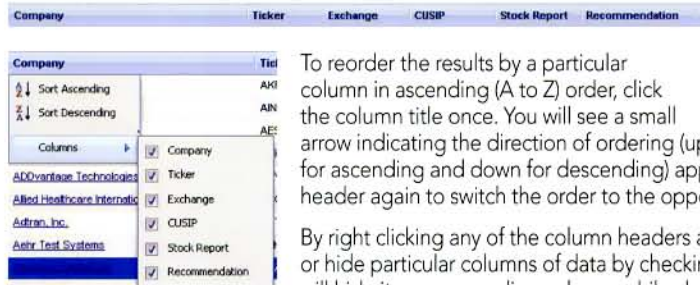 Company Ticker Exchange CUSIP Stock Report Recommendation
Company
Sort Ascending
Sort Descending
Columns
Company
Ticker
Exchange
CUSIP
Stock Report
Recommendation
ADDvantage Technologies
Allied Healthcare Internatio
Adtran, Inc.
Aehr Test Systems
To reorder the results by a particular
column in ascending (A to Z) order, click
the column title once. You will see a small
arrow indicating the direction of ordering (up
for ascending and down for descending) app
header again to switch the order to the oppo
By right clicking any of the column headers a
or hide particular columns of data by checkin